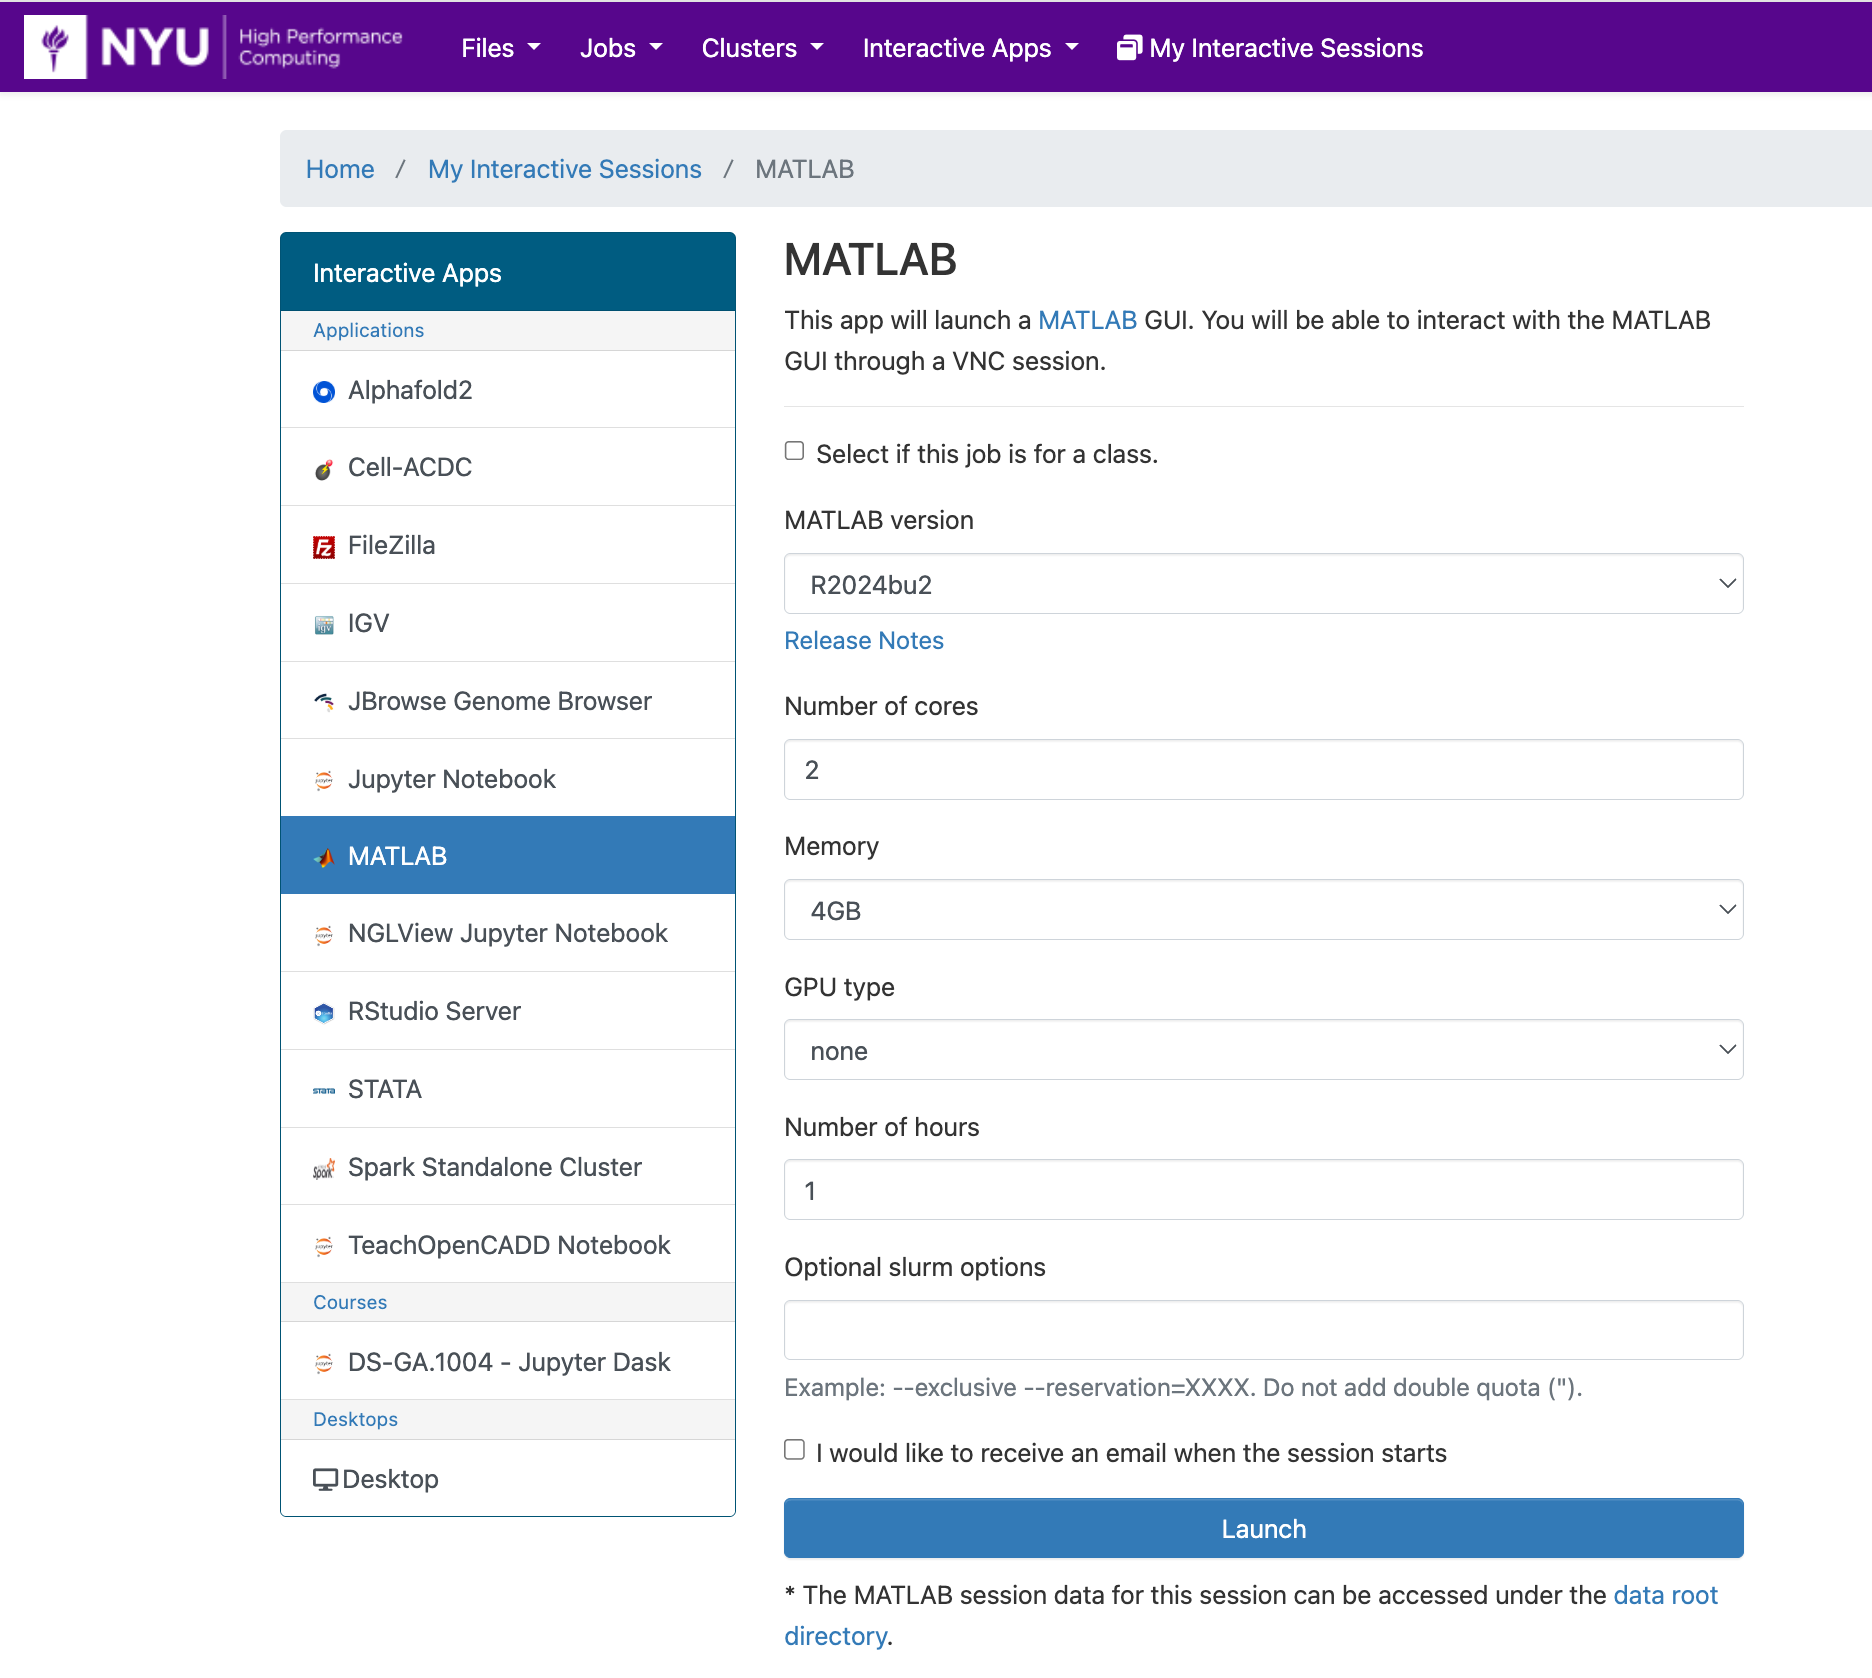 NYU
High Performance
Computing
Files
Jobs
Clusters
Interactive Apps
My Interactive Sessions
Home / My Interactive Sessions / MATLAB
Interactive Apps
Applications
Alphafold2
Cell-ACDC
FileZilla
IGV
JBrowse Genome Browser
Jupyter Notebook
MATLAB
NGLView Jupyter Notebook
RStudio Server
STATA
Spark Standalone Cluster
TeachOpenCADD Notebook
Courses
DS-GA.1004 - Jupyter Dask
Desktops
Desktop
MATLAB
This app will launch a MATLAB GUI. You will be able to interact with the MATLAB
GUI through a VNC session.
Select if this job is for a class.
MATLAB version
R2024bu2
Release Notes
Number of cores
2
Memory
4GB
GPU type
none
Number of hours
1
Optional slurm options
Example: --exclusive --reservation=XXXX. Do not add double quota (").
I would like to receive an email when the session starts
Launch
* The MATLAB session data for this session can be accessed under the data root
directory.